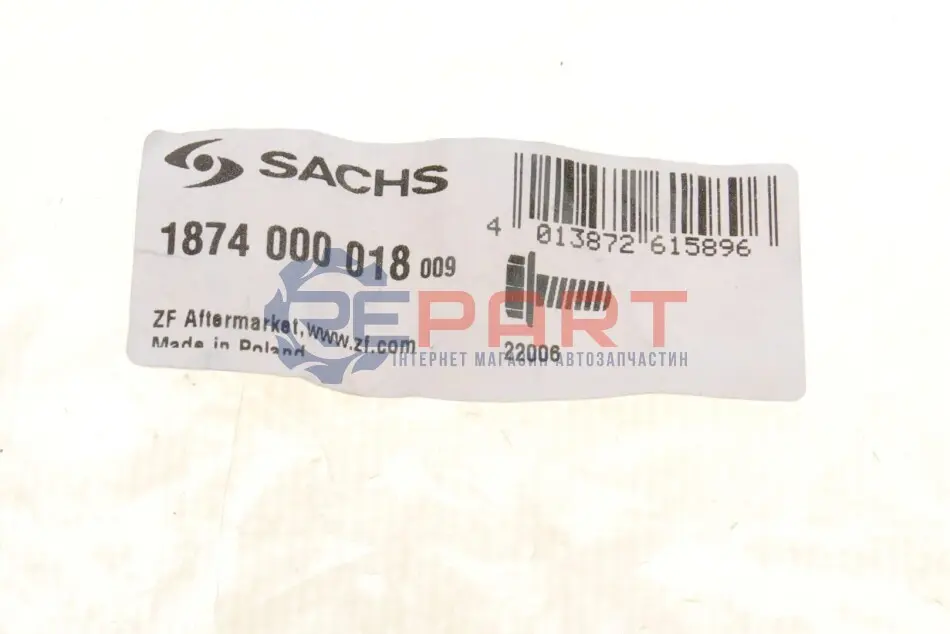 SACHS
1874 000 018 009
ZF Aftermarket, www.zf.com
Made in Poland
4 013872 615896
22006
REPART
ІНТЕРНЕТ МАГАЗИН АВТОЗАПЧАСТИН